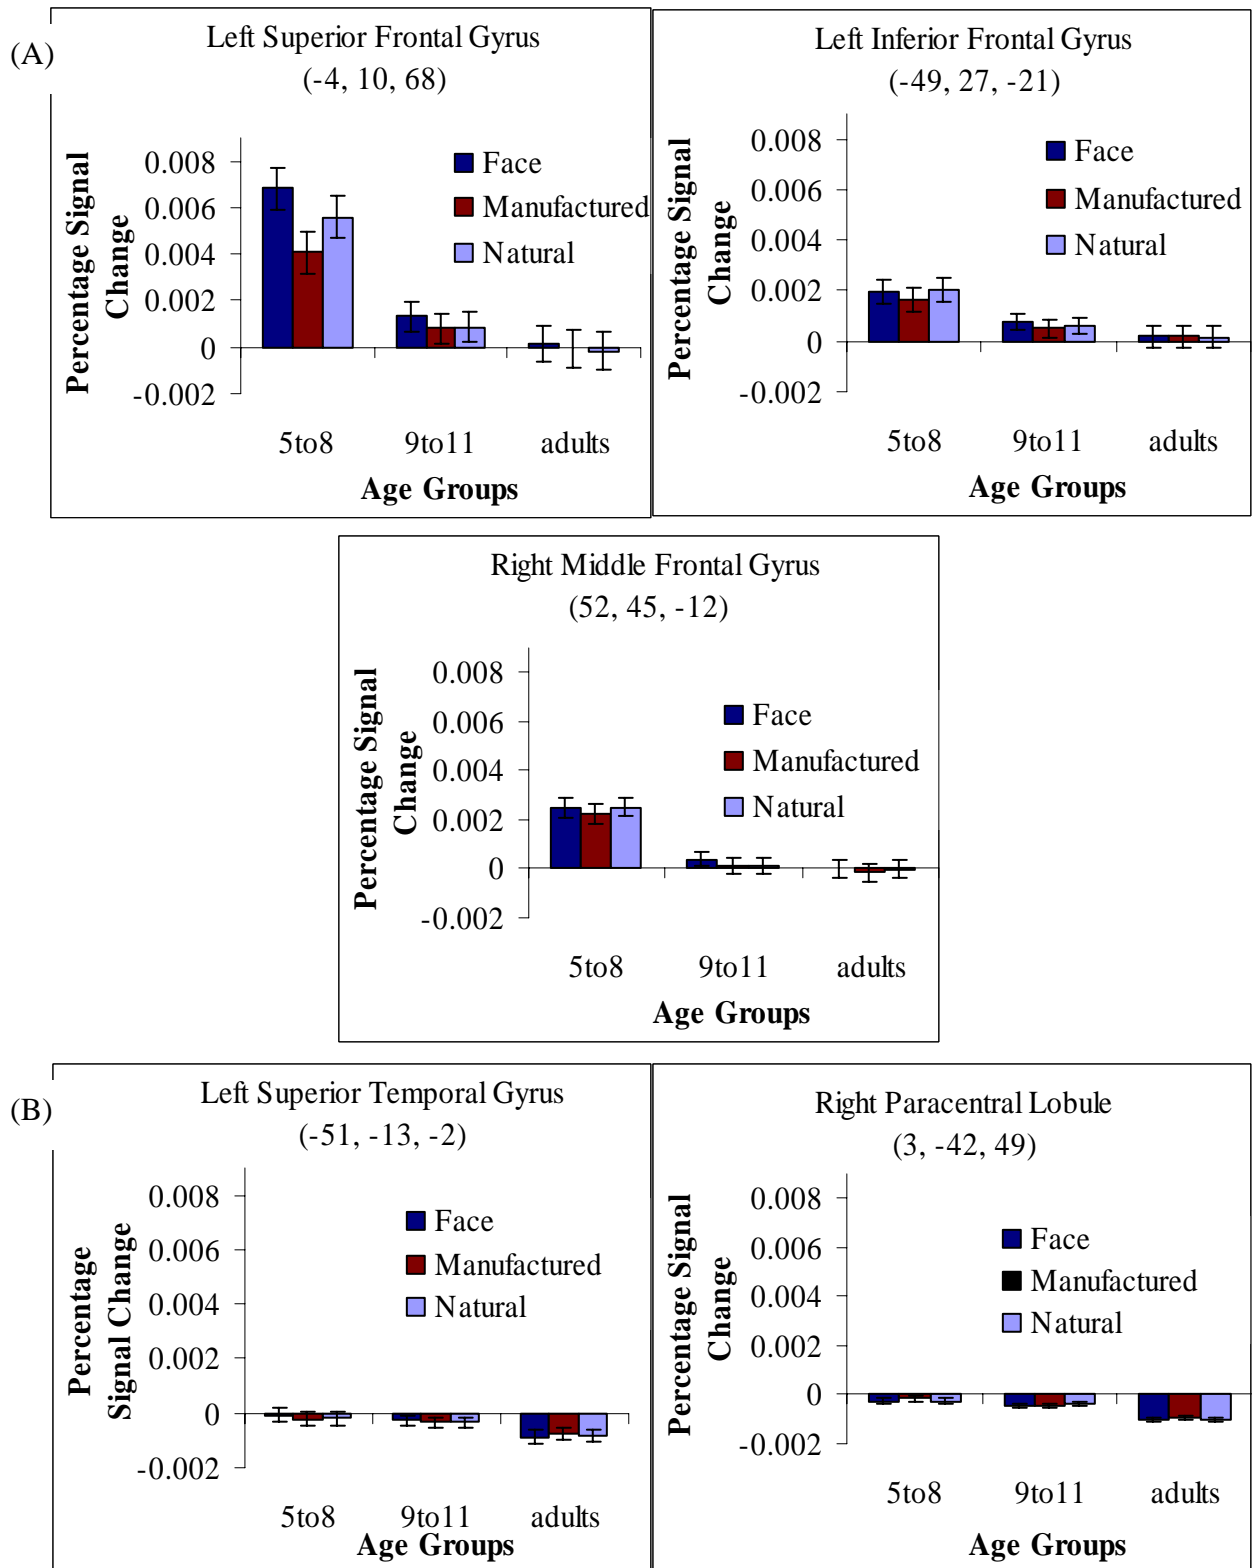 (A)
Left Superior Frontal Gyrus
(-4, 10, 68)
Percentage Signal
Change
0.008
0.006
0.004
0.002
0
-0.002
Face
Manufactured
Natural
5to8 9to11 adults
Age Groups
Left Inferior Frontal Gyrus
(-49, 27, -21)
Percentage Signal
Change
0.008
0.006
0.004
0.002
0
-0.002
Face
Manufactured
Natural
5to8 9to11 adults
Age Groups
Right Middle Frontal Gyrus
(52, 45, -12)
Percentage Signal
Change
0.008
0.006
0.004
0.002
0
-0.002
Face
Manufactured
Natural
5to8 9to11 adults
Age Groups
(B)
Left Superior Temporal Gyrus
(-51, -13, -2)
Percentage
Signal Change
0.008
0.006
0.004
0.002
0
-0.002
Face
Manufactured
Natural
5to8 9to11 adults
Age Groups
Right Paracentral Lobule
(3, -42, 49)
Percentage Signal
Change
0.008
0.006
0.004
0.002
0
-0.002
Face
Manufactured
Natural
5to8 9to11 adults
Age Groups